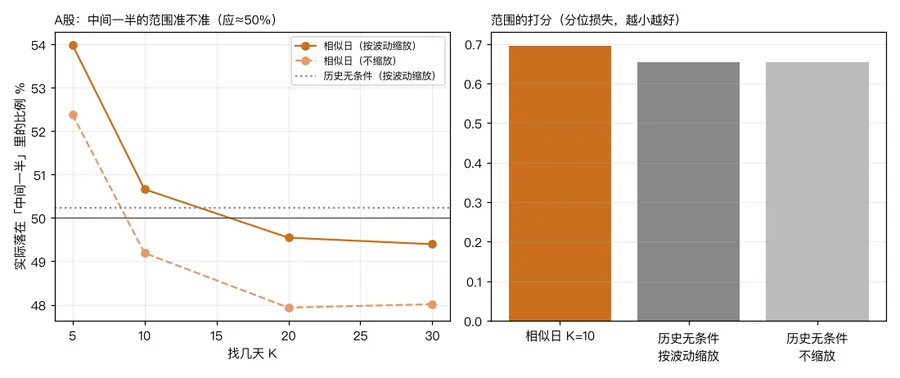 A股：中间一半的范围准不准（应≈50%）
54
53
52
51
50
49
48
实际落在「中间一半」里的比例 %
相似日（按波动缩放）
相似日（不缩放）
历史无条件（按波动缩放）
5
10
15
20
25
30
找几天 K
范围的打分（分位损失，越小越好）
0.7
0.6
0.5
0.4
0.3
0.2
0.1
0.0
相似日 K=10
历史无条件
按波动缩放
历史无条件
不缩放